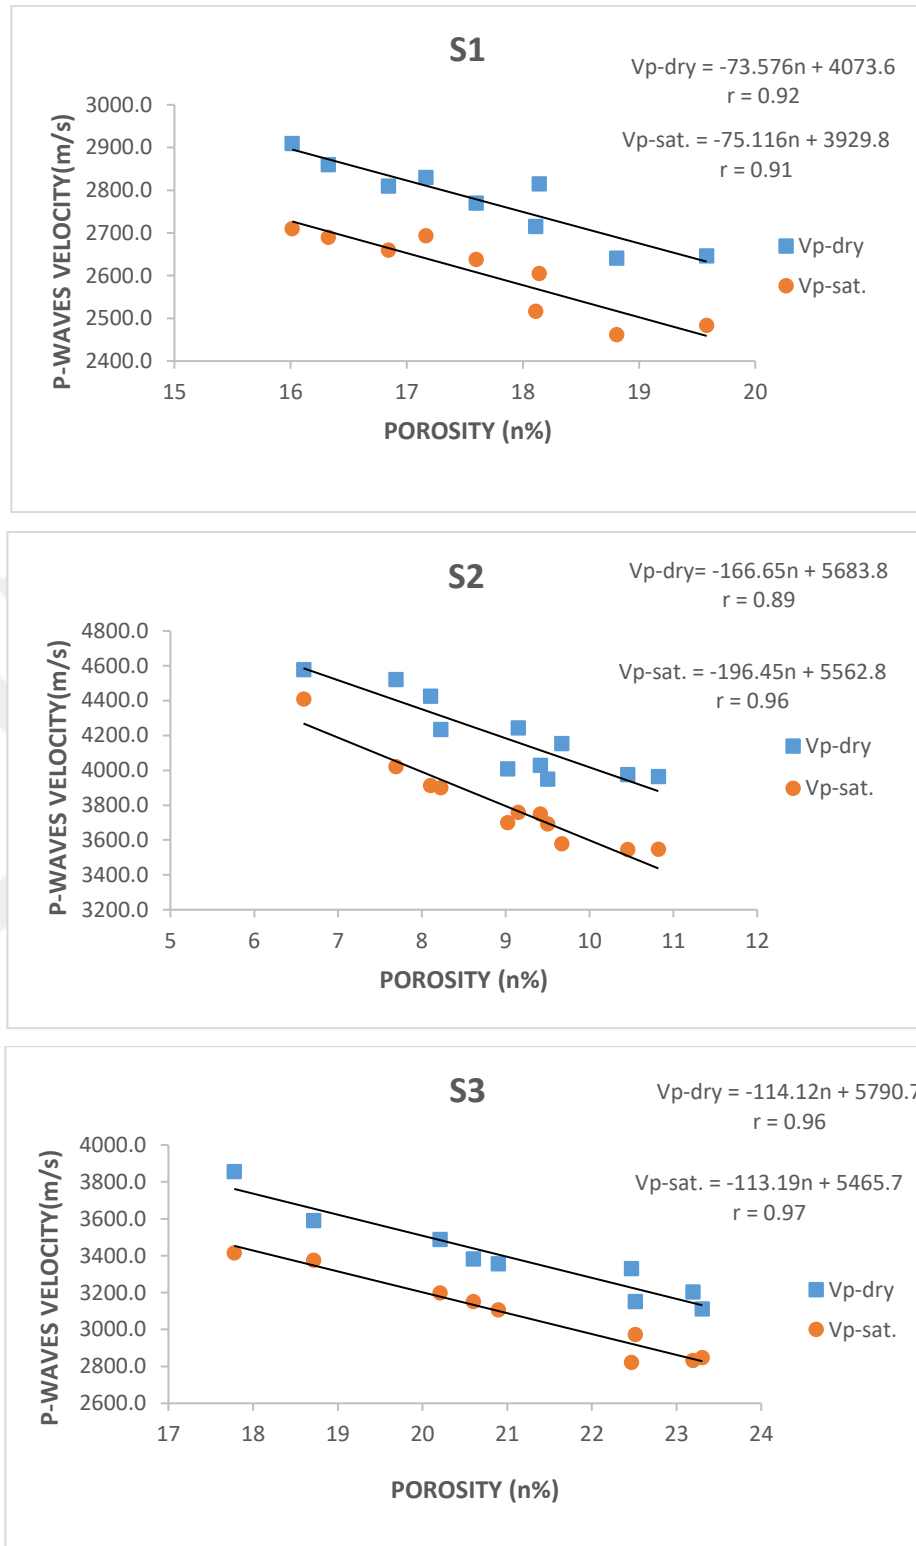 S1
Vp-dry = -73.576n + 4073.6
r = 0.92
Vp-sat. = -75.116n + 3929.8
r = 0.91
P-WAVES VELOCITY(m/s)
3000.0
2900.0
2800.0
2700.0
2600.0
2500.0
2400.0
15 16 17 18 19 20
POROSITY (n%)
Vp-dry
Vp-sat.
S2
Vp-dry= -166.65n + 5683.8
r = 0.89
Vp-sat. = -196.45n + 5562.8
r = 0.96
P-WAVES VELOCITY(m/s)
4800.0
4600.0
4400.0
4200.0
4000.0
3800.0
3600.0
3400.0
3200.0
5 6 7 8 9 10 11 12
POROSITY (n%)
Vp-dry
Vp-sat.
S3
Vp-dry = -114.12n + 5790.7
r = 0.96
Vp-sat. = -113.19n + 5465.7
r = 0.97
P-WAVES VELOCITY(m/s)
4000.0
3800.0
3600.0
3400.0
3200.0
3000.0
2800.0
2600.0
17 18 19 20 21 22 23 24
POROSITY (n%)
Vp-dry
Vp-sat.